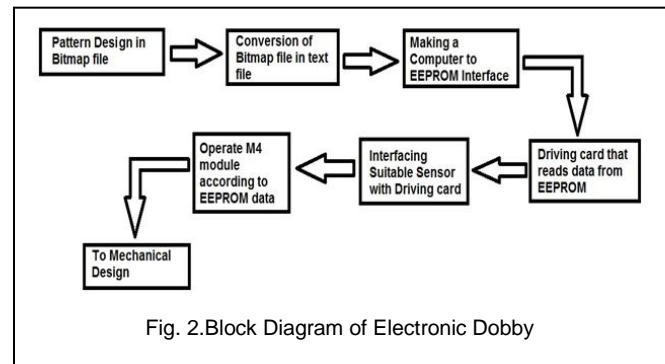 Pattern Design in
Bitmap file
Conversion of
Bitmap file in text
file
Making a
Computer to
EEPROM Interface
Driving card that
reads data from
EEPROM
Interfacing
Suitable Sensor
with Driving card
Operate M4
module
according to
EEPROM data
To Mechanical
Design
Fig. 2.Block Diagram of Electronic Dobby